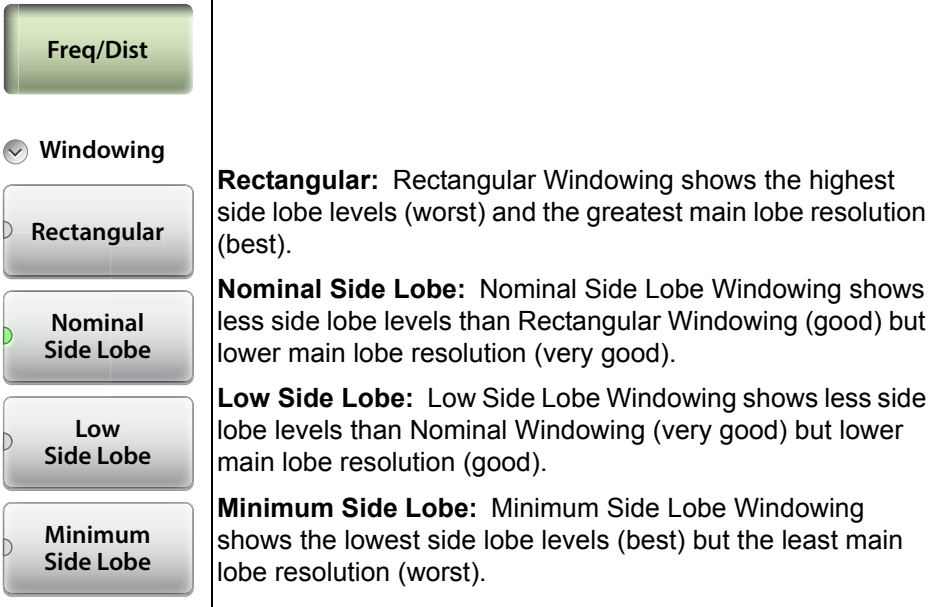 Freq/Dist
Windowing
Rectangular
Nominal
Side Lobe
Low
Side Lobe
Minimum
Side Lobe
Rectangular: Rectangular Windowing shows the highest
side lobe levels (worst) and the greatest main lobe resolution
(best).
Nominal Side Lobe: Nominal Side Lobe Windowing shows
less side lobe levels than Rectangular Windowing (good) but
lower main lobe resolution (very good).
Low Side Lobe: Low Side Lobe Windowing shows less side
lobe levels than Nominal Windowing (very good) but lower
main lobe resolution (good).
Minimum Side Lobe: Minimum Side Lobe Windowing
shows the lowest side lobe levels (best) but the least main
lobe resolution (worst).